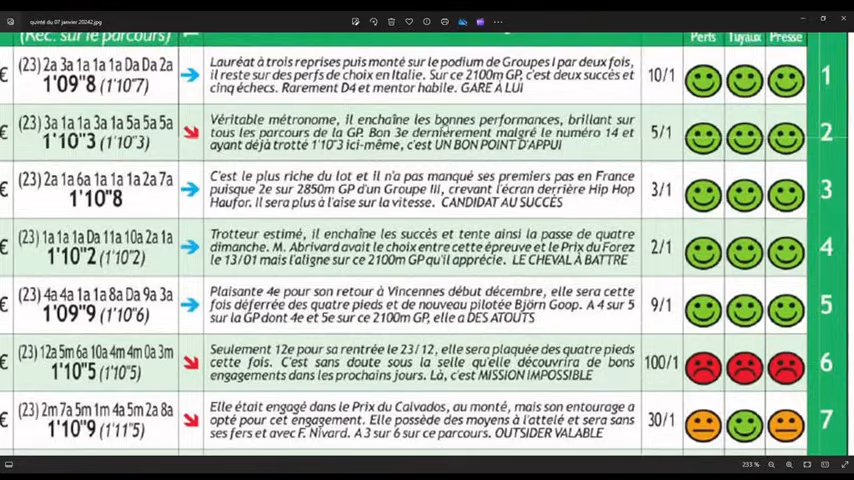 quinté du 07 janvier 20242.jpg
(Rec. sur le parcours)
Perfs Tuyaux Presse
€ (23) 2a 3a 1a 1a 1a Da Da 2a
1'09"8 (1'10"7)
Lauréat à trois reprises puis monté sur le podium de Groupes I par deux fois,
il reste sur des perfs de choix en Italie. Sur ce 2100m GP, c'est deux succès et
cinq échecs. Rarement D4 et mentor habile. GARE À LUI
10/1
1
€ (23) 3a 1a 1a 3a 1a 5a 5a 5a
1'10"3 (1'10"3)
Véritable métronome, il enchaîne les bonnes performances, brillant sur
tous les parcours de la GP. Bon 3e dernièrement malgré le numéro 14 et
ayant déjà trotté 1'10"3 ici-même, c'est UN BON POINT D'APPUI
5/1
2
€ (23) 2a 1a 6a 1a 1a 1a 2a 7a
1'10"8
C'est le plus riche du lot et il n'a pas manqué ses premiers pas en France
puisque 2e sur 2850m GP d'un Groupe III, crevant l'écran derrière Hip Hop
Haufor. Il sera plus à l'aise sur la vitesse. CANDIDAT AU SUCCÈS
3/1
3
€ (23) 1a 1a 1a Da 11a 10a 2a 1a
1'10"2 (1'10"2)
Trotteur estimé, il enchaîne les succès et tente ainsi la passe de quatre
dimanche. M. Abrivard avait le choix entre cette épreuve et le Prix du Forez
le 13/01 mais l'aligne sur ce 2100m GP qu'il apprécie. LE CHEVAL À BATTRE
2/1
4
€ (23) 4a 4a 1a 1a 8a Da 9a 3a
1'09"9 (1'10"6)
Plaisante 4e pour son retour à Vincennes début décembre, elle sera cette
fois déferrée des quatre pieds et de nouveau pilotée Björn Goop. A 4 sur 5
sur la GP dont 4e et 5e sur ce 2100m GP, elle a DES ATOUTS
9/1
5
€ (23) 12a 5m 6a 10a 4m 4m 0a 3m
1'10"5 (1'10"5)
Seulement 12e pour sa rentrée le 23/12, elle sera plaquée des quatre pieds
cette fois. C'est sans doute sous la selle qu'elle découvrira de bons
engagements dans les prochains jours. Là, c'est MISSION IMPOSSIBLE
100/1
6
€ (23) 2m 7a 5m 1m 4a 5m 2a 8a
1'10"9 (1'11"5)
Elle était engagé dans le Prix du Calvados, au monté, mais son entourage a
opté pour cet engagement. Elle possède des moyens à l'attelé et sera sans
ses fers et avec F. Nivard. A 3 sur 6 sur ce parcours. OUTSIDER VALABLE
30/1
7
233 %